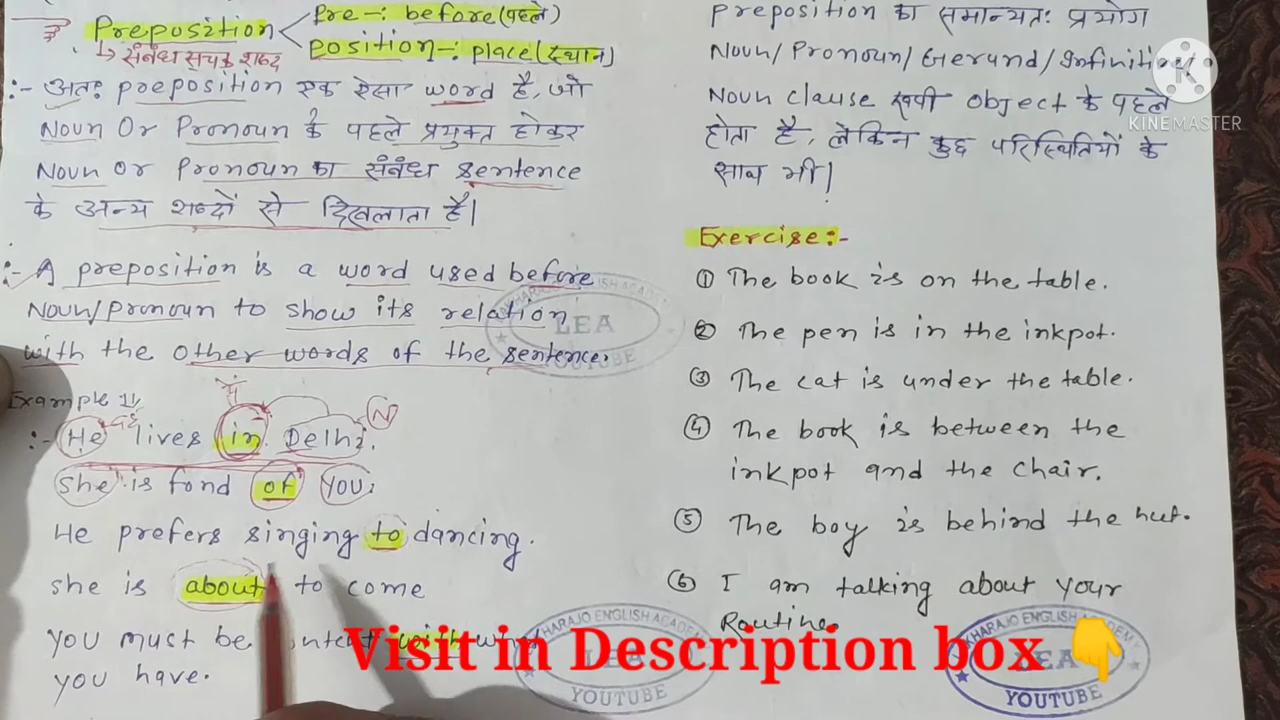 Preposition
Pre-: before (पहले)
position-: place (स्थान)
संबंध सूचक शब्द
:- अतः preposition एक ऐसा word है, जो
Noun Or Pronoun के पहले प्रयुक्त होकर
Noun or Pronoun का संबंध sentence
के अन्य शब्दों से दिखलाता है।
:- A preposition is a word used before
Noun/Pronoun to show its relation
with the other words of the sentence.
Example
:- He lives in Delhi.
She is fond of you.
He prefers singing to dancing.
she is about to come
you must be with
you have.
preposition का समान्यतः प्रयोग
Noun/ Pronoun/ Gerund/ Infinitive
Noun clause रूपी object के पहले
होता है, लेकिन कुछ परिस्थितियों के
साथ भी।
Exercise:-
① The book is on the table.
② The pen is in the inkpot.
③ The cat is under the table.
④ The book is between the
inkpot and the chair.
⑤ The boy is behind the hut.
⑥ I am talking about your
Routine.
KINEMASTER
LEA
YOUTUBE
Visit in Description box 👇
YOUTUBE